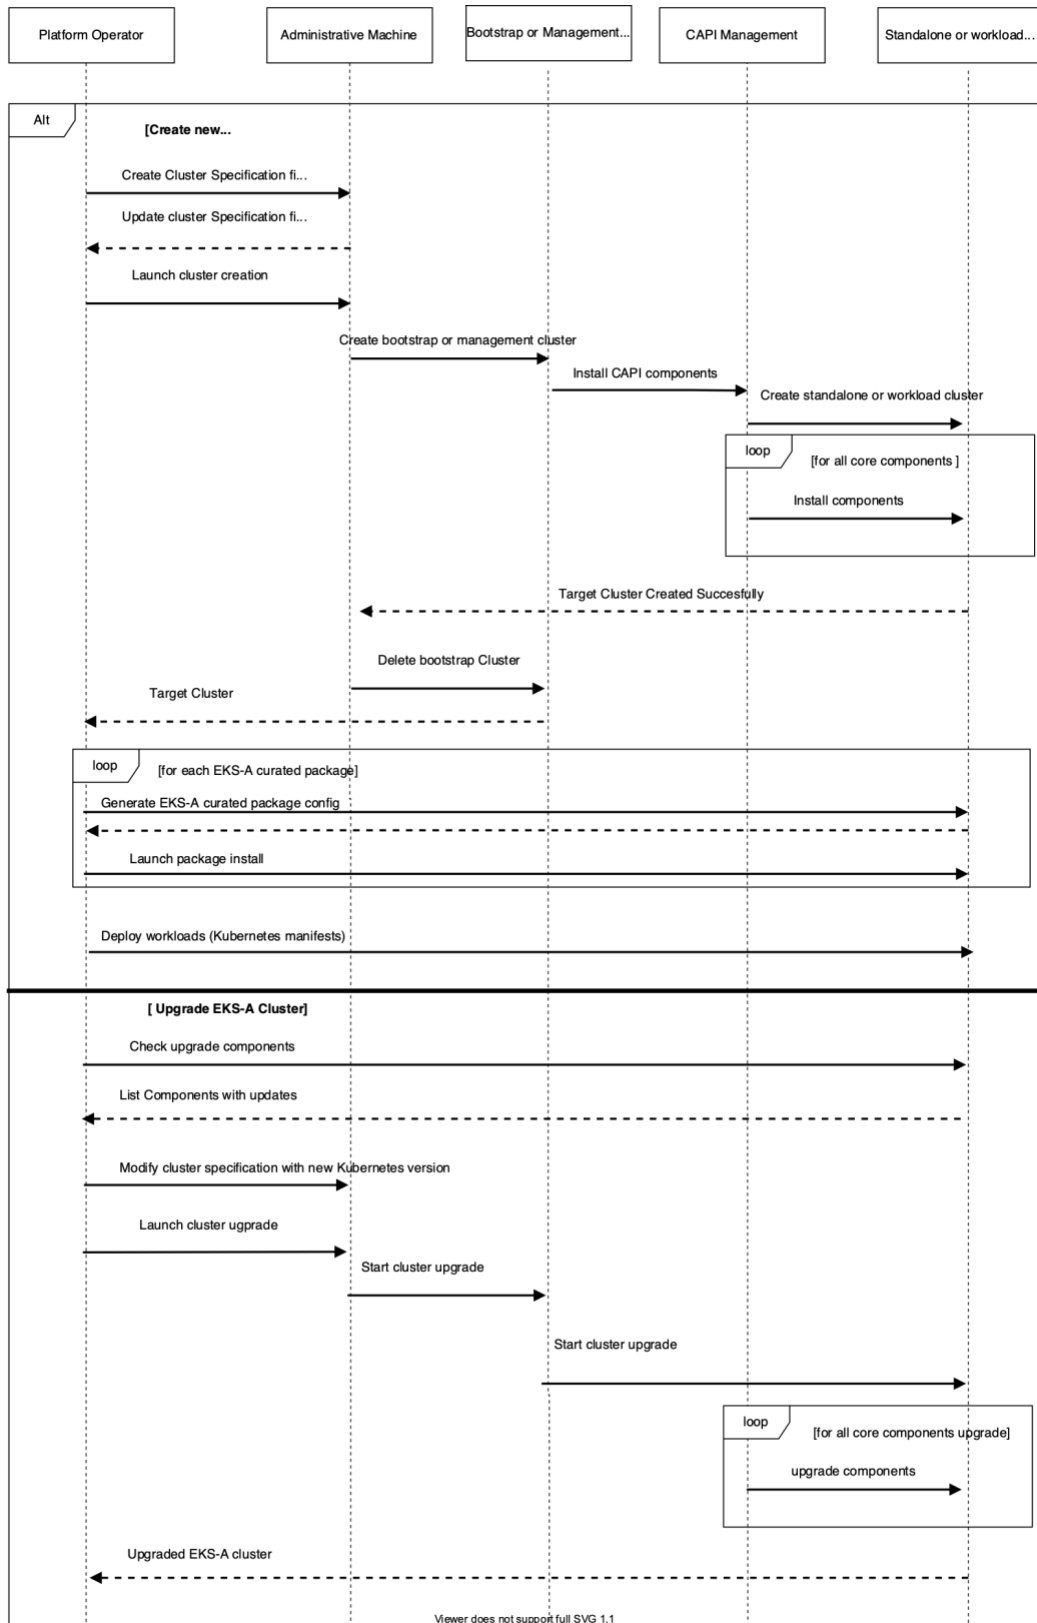 Platform Operator
Administrative Machine
Bootstrap or Management...
CAPI Management
Standalone or workload...
Alt
[Create new...
Create Cluster Specification fi...
Update cluster Specification fi...
Launch cluster creation
Create bootstrap or management cluster
Install CAPI components
Create standalone or workload cluster
loop
[for all core components ]
Install components
Target Cluster Created Succesfully
Delete bootstrap Cluster
Target Cluster
loop
[for each EKS-A curated package]
Generate EKS-A curated package config
Launch package install
Deploy workloads (Kubernetes manifests)
[ Upgrade EKS-A Cluster]
Check upgrade components
List Components with updates
Modify cluster specification with new Kubernetes version
Launch cluster ugprade
Start cluster upgrade
Start cluster upgrade
loop
[for all core components upgrade]
upgrade components
Upgraded EKS-A cluster
Viewer does not support full SVG 1.1